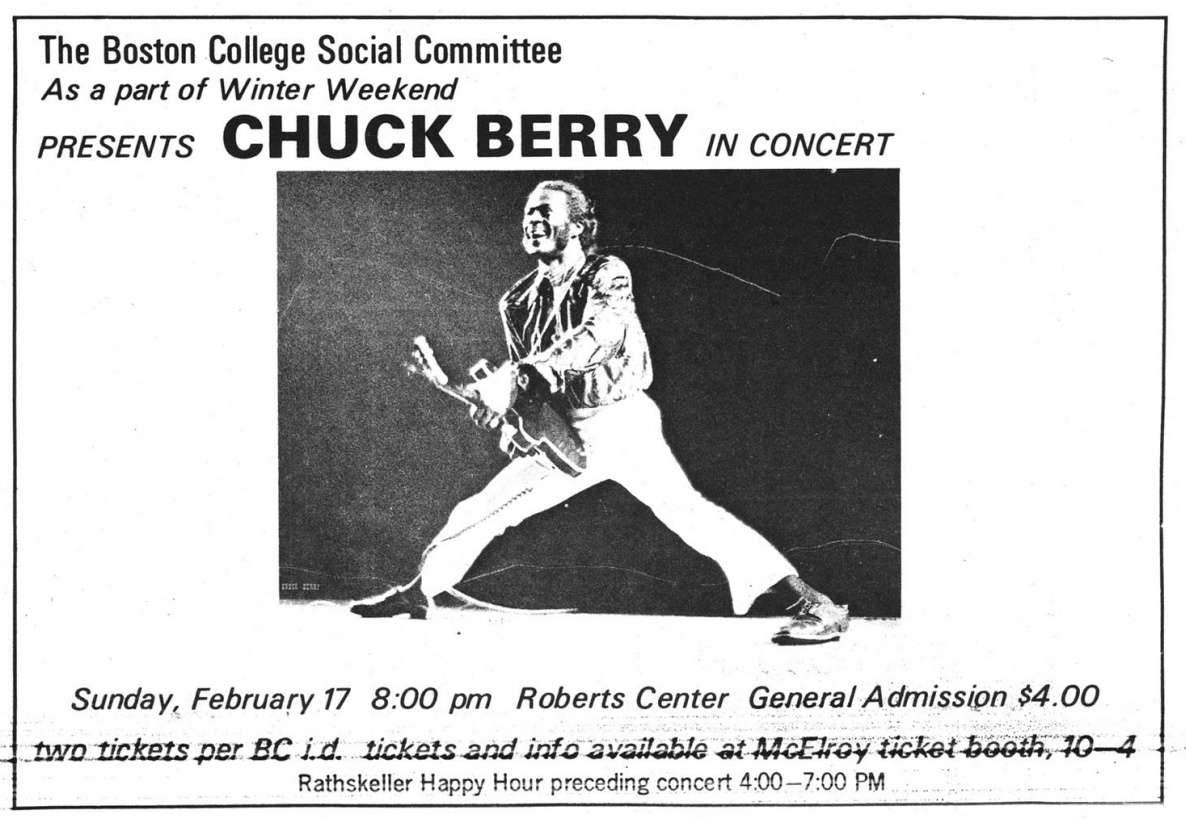 The Boston College Social Committee
As a part of Winter Weekend
PRESENTS CHUCK BERRY IN CONCERT
CHUCK BERRY
Sunday, February 17 8:00 pm Roberts Center General Admission $4.00
two tickets per BC i.d. tickets and info available at McElroy ticket booth, 10—4
Rathskeller Happy Hour preceding concert 4:00—7:00 PM